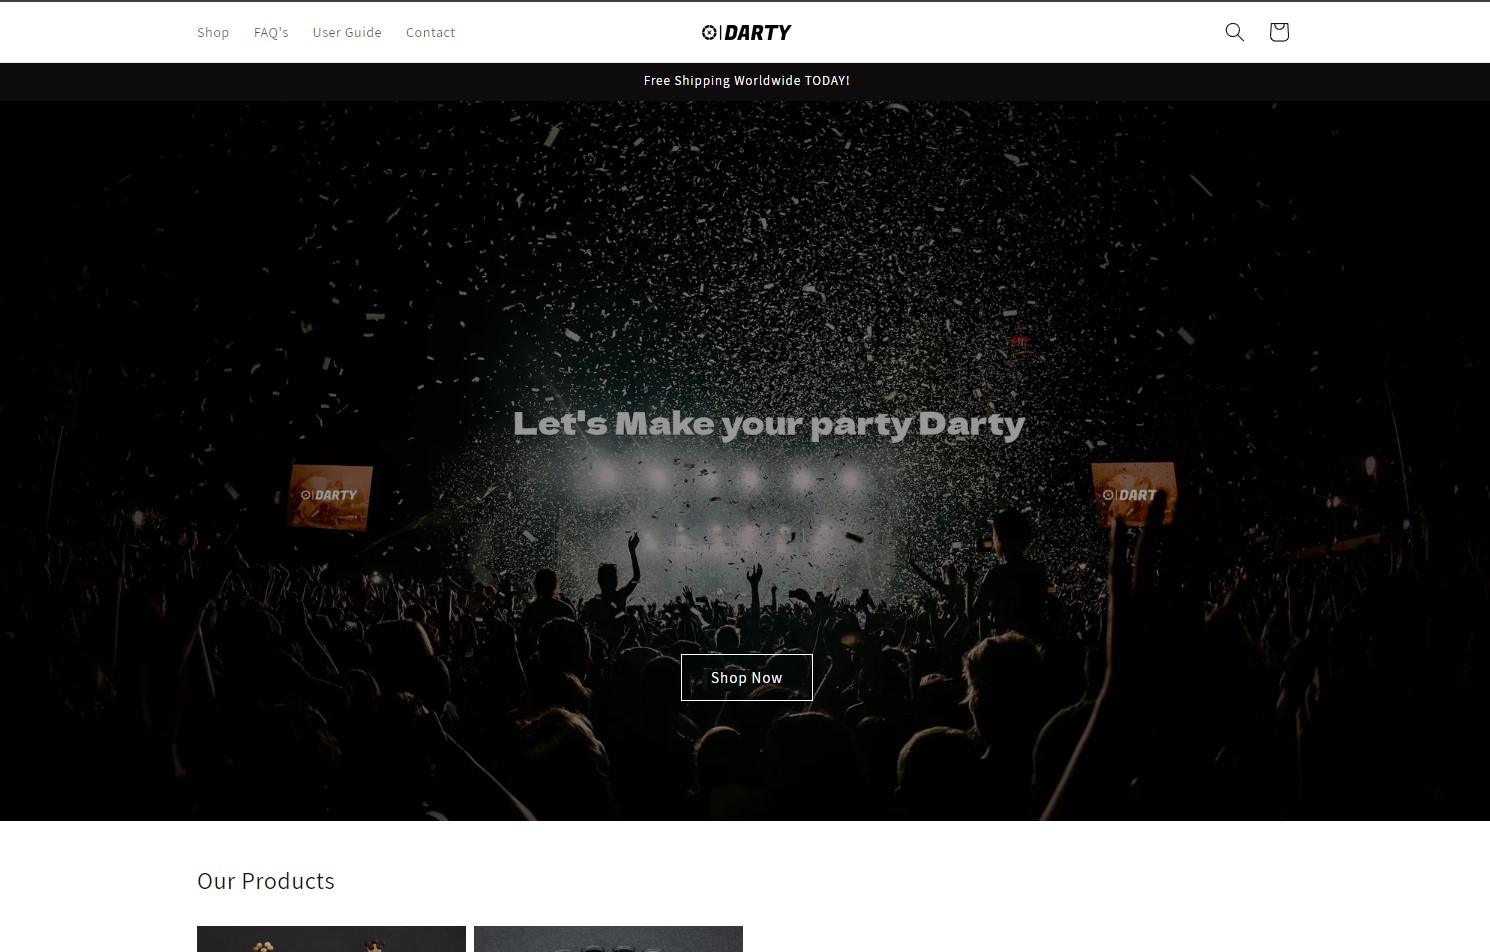 Shop
FAQ's
User Guide
Contact
DARTY
Free Shipping Worldwide TODAY!
Let's Make your party Darty
DARTY
DART
Shop Now
Our Products